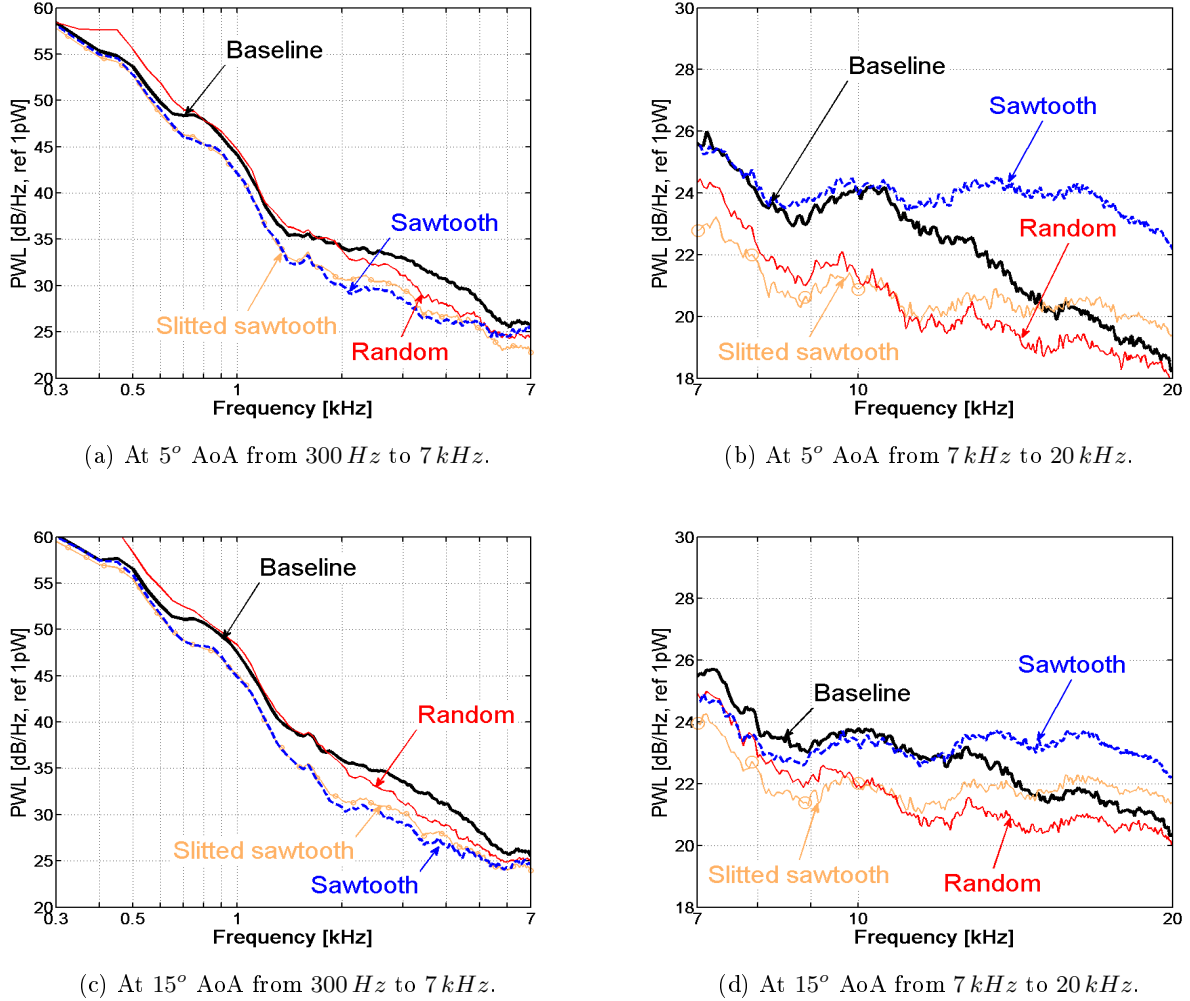 60
55
50
45
40
35
30
25
20
PWL [dB/Hz, ref 1pW]
Baseline
Sawtooth
Slitted sawtooth
Random
0.3
0.5
1
7
Frequency [kHz]
(a) At 5° AoA from 300 Hz to 7 kHz.
30
28
26
24
22
20
18
PWL [dB/Hz, ref 1pW]
Baseline
Sawtooth
Random
Slitted sawtooth
7
10
20
Frequency [kHz]
(b) At 5° AoA from 7 kHz to 20 kHz.
60
55
50
45
40
35
30
25
20
PWL [dB/Hz, ref 1pW]
Baseline
Random
Slitted sawtooth
Sawtooth
0.3
0.5
1
7
Frequency [kHz]
(c) At 15° AoA from 300 Hz to 7 kHz.
30
28
26
24
22
20
18
PWL [dB/Hz, ref 1pW]
Sawtooth
Baseline
Slitted sawtooth
Random
7
10
20
Frequency [kHz]
(d) At 15° AoA from 7 kHz to 20 kHz.